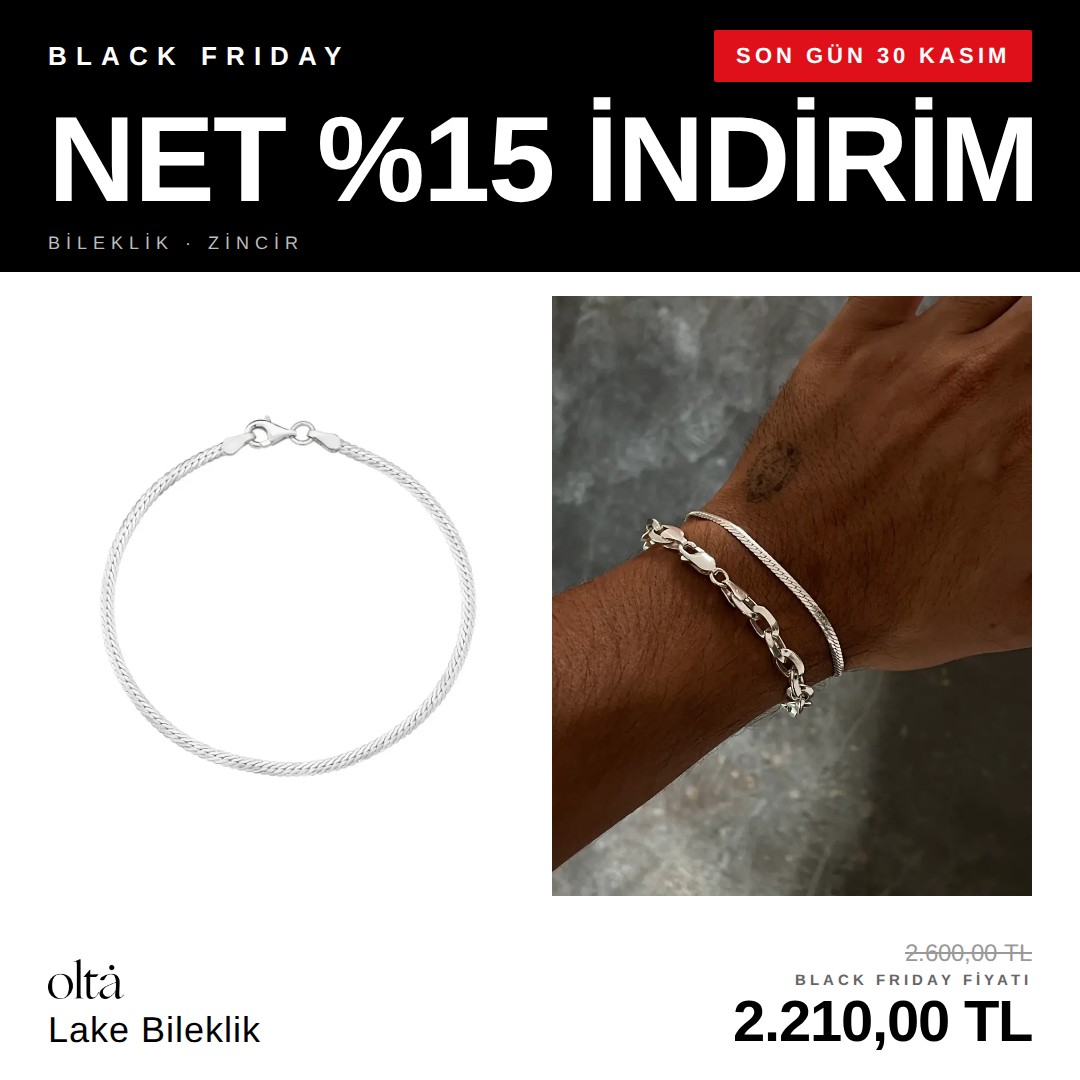 BLACK FRIDAY
SON GÜN 30 KASIM
NET %15 İNDİRİM
BİLEKLİK · ZİNCİR
olta
Lake Bileklik
2.600,00 TL
BLACK FRIDAY FİYATI
2.210,00 TL